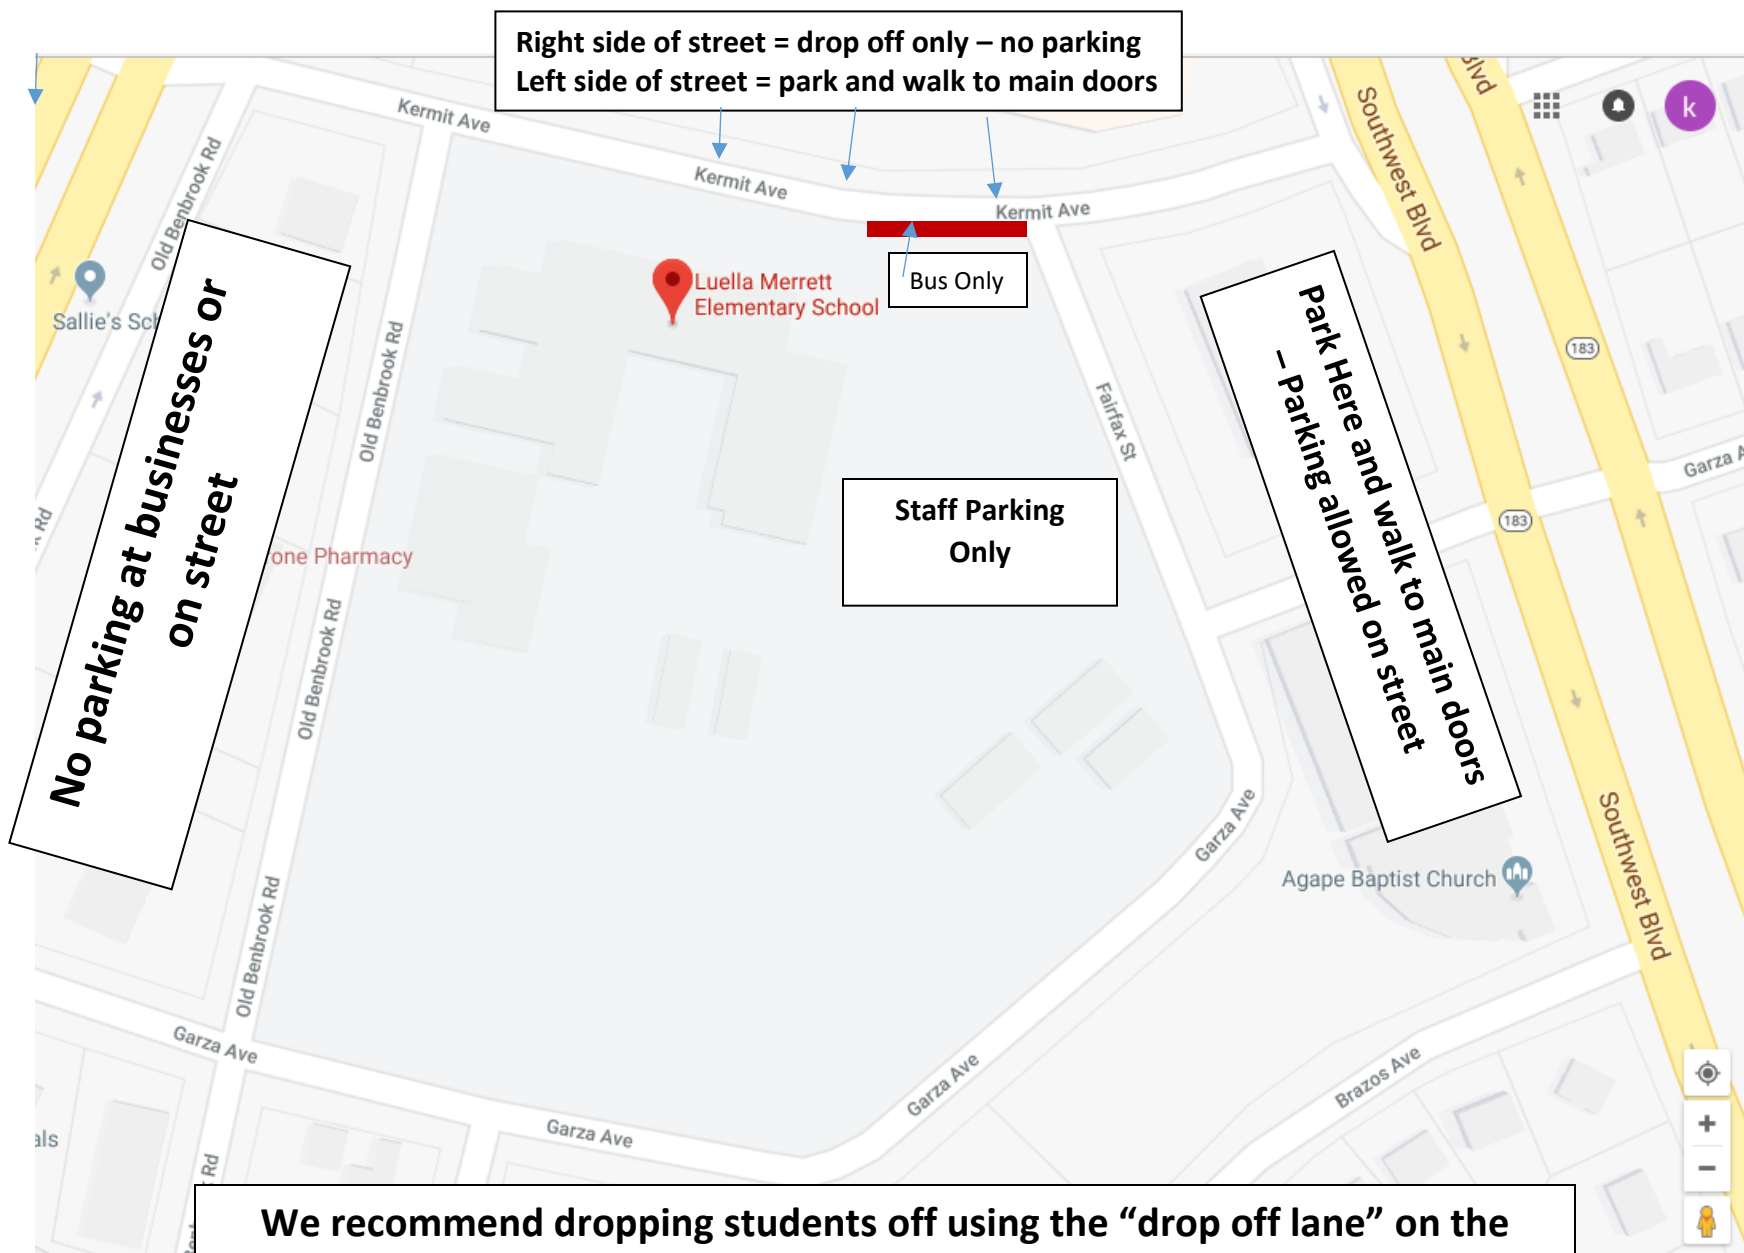 Right side of street = drop off only – no parking
Left side of street = park and walk to main doors
Kermit Ave
Kermit Ave
Kermit Ave
Old Benbrook Rd
Southwest Blvd
Blvd
k
Sallie's
No parking at businesses or
on street
Luella Merrett
Elementary School
Bus Only
Park Here and walk to main doors
– Parking allowed on street
183
Old Benbrook Rd
Fairfax St
Garza
Staff Parking
Only
183
Rd
Pharmacy
Old Benbrook Rd
Garza Ave
Agape Baptist Church
Southwest Blvd
Old Benbrook Rd
Garza Ave
Garza Ave
Brazos Ave
Garza Ave
Rd
We recommend dropping students off using the “drop off lane” on the